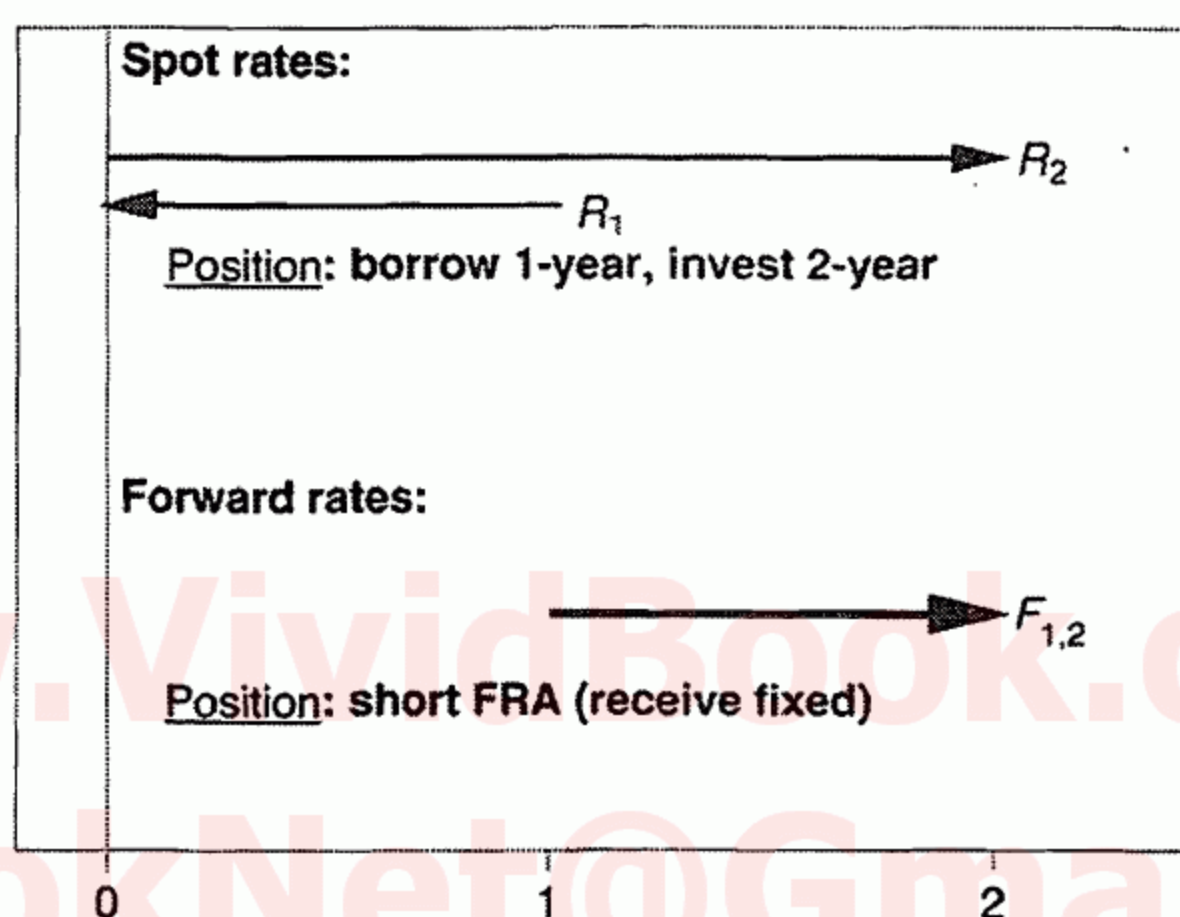 Spot rates:
R2
R1
Position: borrow 1-year, invest 2-year
Forward rates:
F1,2
Position: short FRA (receive fixed)
0 1 2